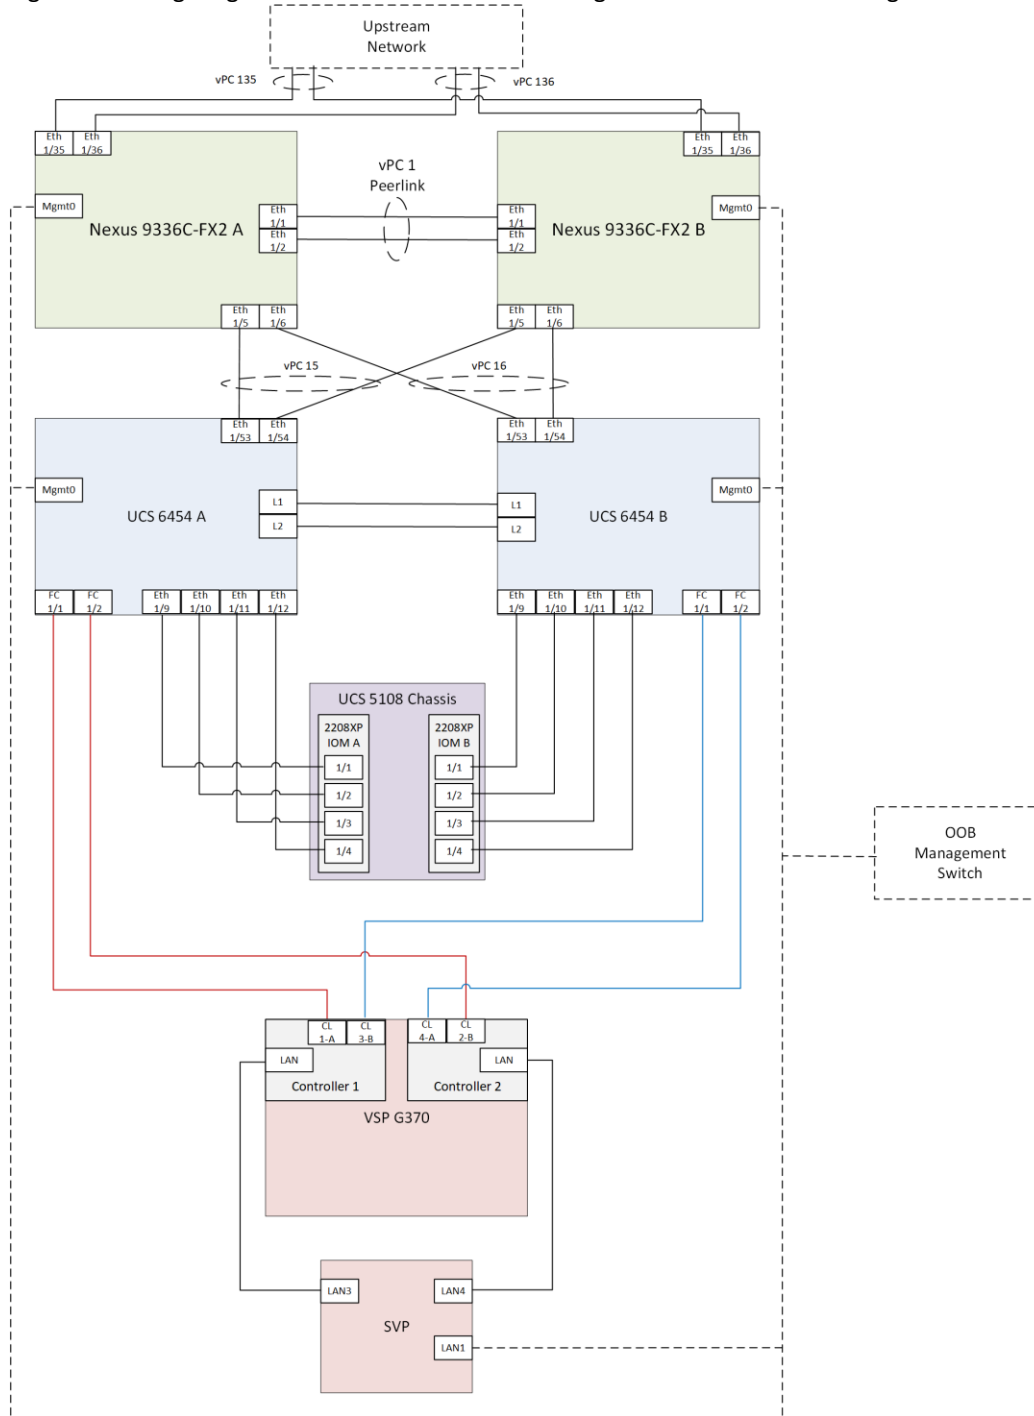 Upstream
Network
vPC 135
vPC 136
Eth
1/35
Eth
1/36
Eth
1/35
Eth
1/36
vPC 1
Peerlink
Mgmt0
Mgmt0
Nexus 9336C-FX2 A
Eth
1/1
Eth
1/2
Eth
1/1
Eth
1/2
Nexus 9336C-FX2 B
Eth
1/5
Eth
1/6
Eth
1/5
Eth
1/6
vPC 15
vPC 16
Eth
1/53
Eth
1/54
Eth
1/53
Eth
1/54
Mgmt0
Mgmt0
UCS 6454 A
L1
L2
L1
L2
UCS 6454 B
FC
1/1
FC
1/2
Eth
1/9
Eth
1/10
Eth
1/11
Eth
1/12
Eth
1/9
Eth
1/10
Eth
1/11
Eth
1/12
FC
1/1
FC
1/2
UCS 5108 Chassis
2208XP
IOM A
1/1
1/2
1/3
1/4
2208XP
IOM B
1/1
1/2
1/3
1/4
OOB
Management
Switch
CL
1-A
CL
3-B
CL
4-A
CL
2-B
LAN
LAN
Controller 1
Controller 2
VSP G370
LAN3
LAN4
SVP
LAN1